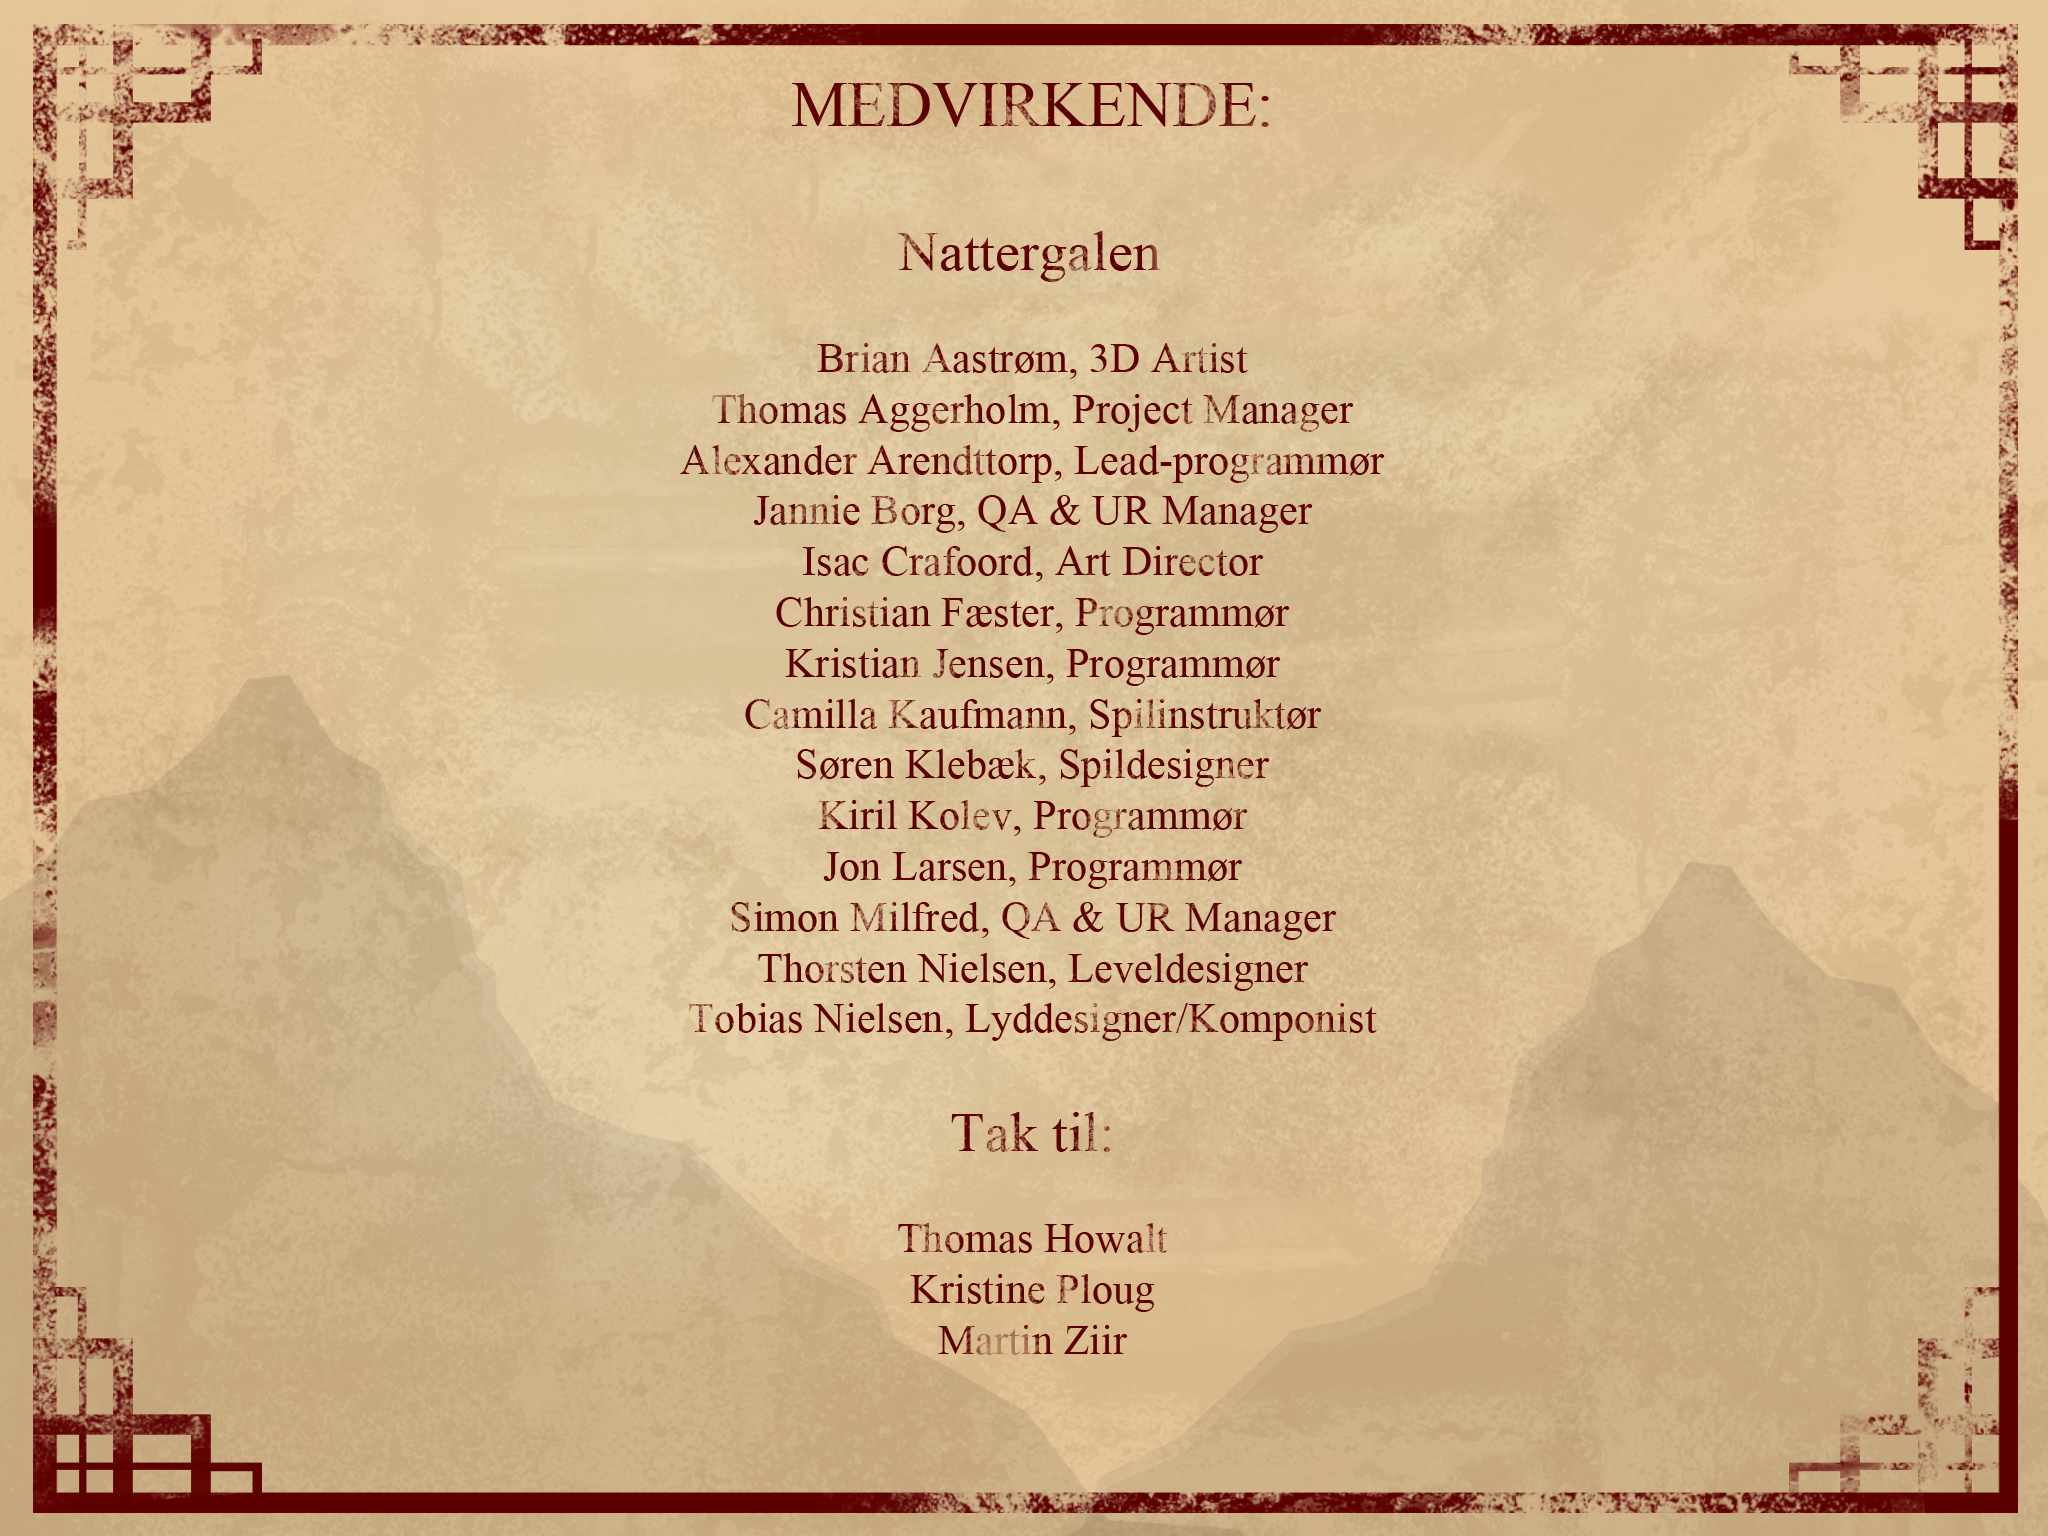 MEDVIRKENDE:
Nattergalen
Brian Aastrøm, 3D Artist
Thomas Aggerholm, Project Manager
Alexander Arendttorp, Lead-programmør
Jannie Borg, QA & UR Manager
Isac Crafoord, Art Director
Christian Fæster, Programmør
Kristian Jensen, Programmør
Camilla Kaufmann, Spilinstruktør
Søren Klebæk, Spildesigner
Kiril Kolev, Programmør
Jon Larsen, Programmør
Simon Milfred, QA & UR Manager
Thorsten Nielsen, Leveldesigner
Tobias Nielsen, Lyddesigner/Komponist
Tak til:
Thomas Howalt
Kristine Ploug
Martin Ziir